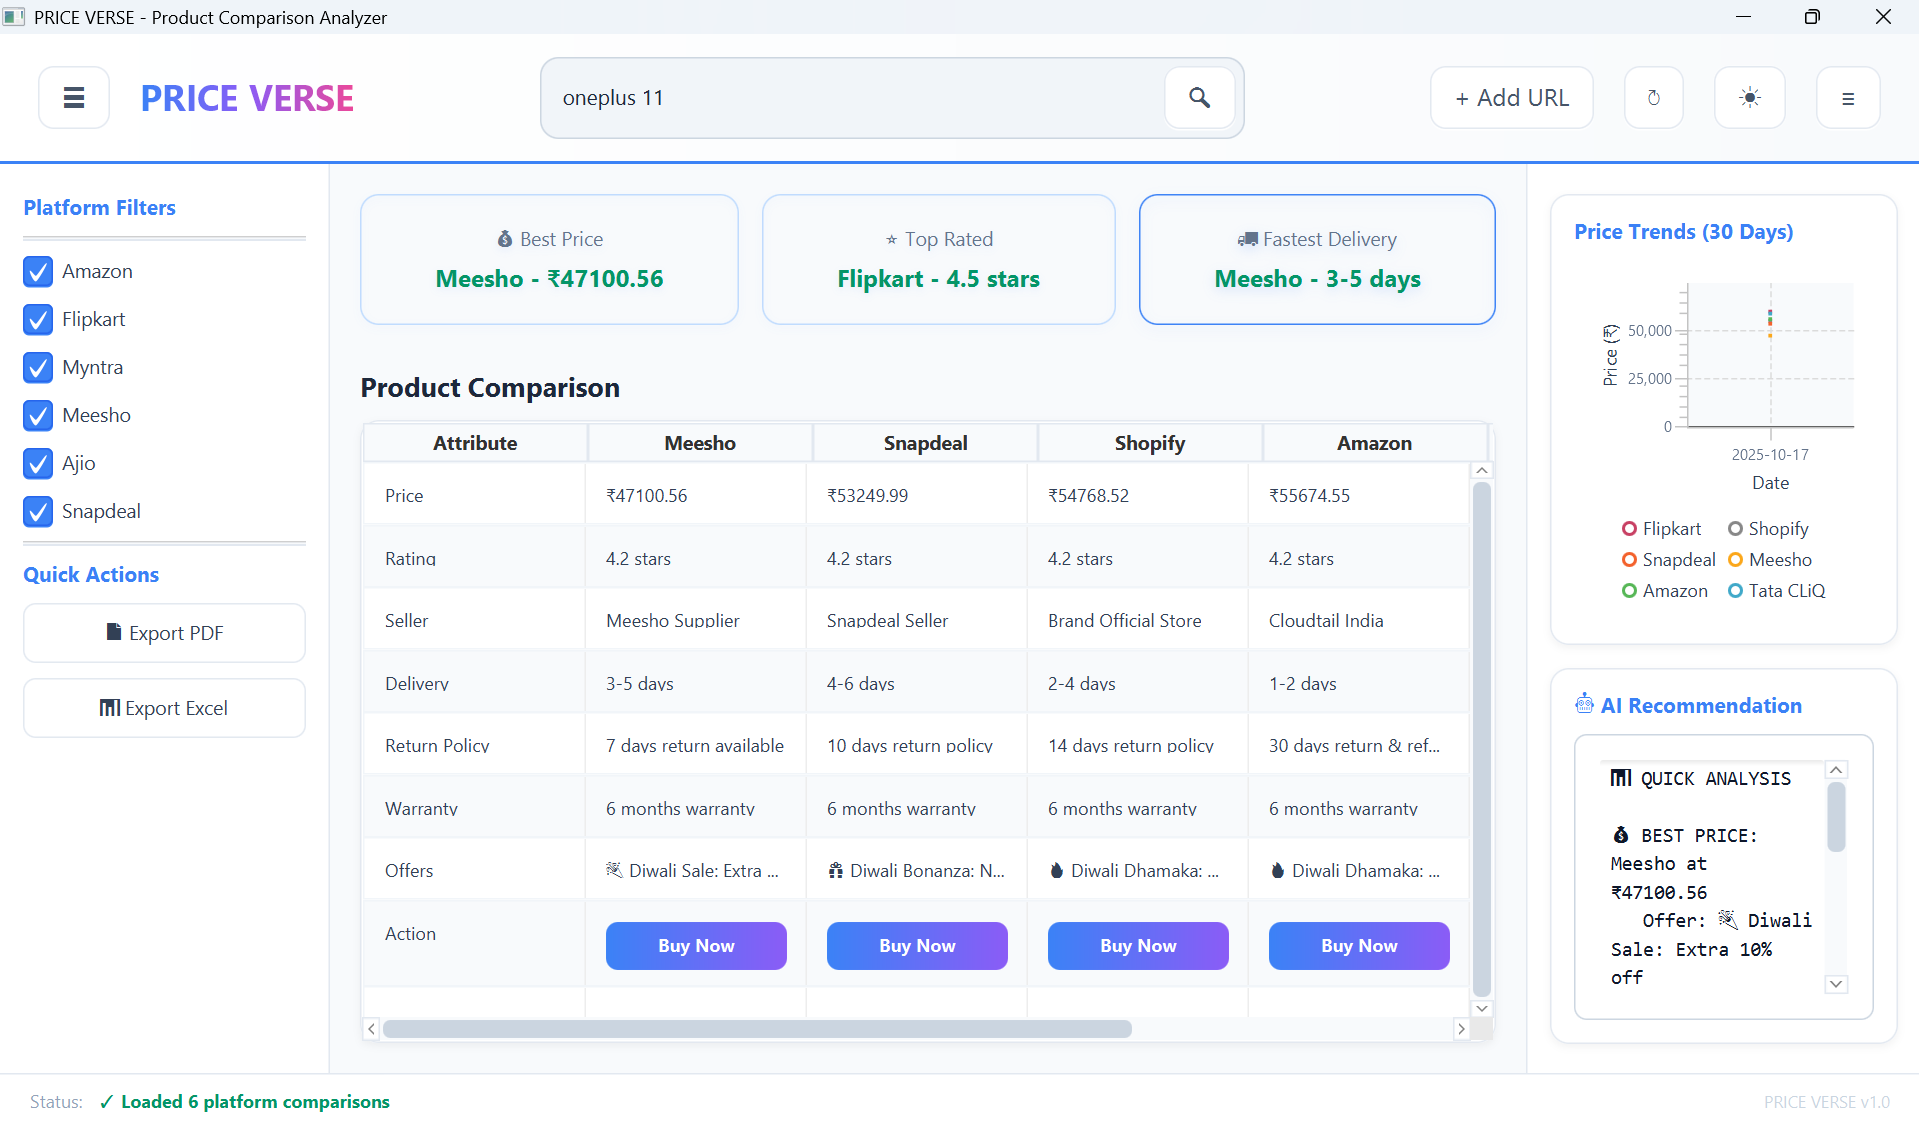 PRICE VERSE - Product Comparison Analyzer
PRICE VERSE
oneplus 11
+ Add URL
Platform Filters
Amazon
Flipkart
Myntra
Meesho
Ajio
Snapdeal
Quick Actions
Export PDF
Export Excel
Best Price
Meesho - ₹47100.56
Top Rated
Flipkart - 4.5 stars
Fastest Delivery
Meesho - 3-5 days
Product Comparison
Attribute Meesho Snapdeal Shopify Amazon
Price ₹47100.56 ₹53249.99 ₹54768.52 ₹55674.55
Rating 4.2 stars 4.2 stars 4.2 stars 4.2 stars
Seller Meesho Supplier Snapdeal Seller Brand Official Store Cloudtail India
Delivery 3-5 days 4-6 days 2-4 days 1-2 days
Return Policy 7 days return available 10 days return policy 14 days return policy 30 days return & ref...
Warranty 6 months warranty 6 months warranty 6 months warranty 6 months warranty
Offers Diwali Sale: Extra ... Diwali Bonanza: N... Diwali Dhamaka: ... Diwali Dhamaka: ...
Action Buy Now Buy Now Buy Now Buy Now
Price Trends (30 Days)
Price (₹)
50,000
25,000
0
2025-10-17
Date
Flipkart Shopify
Snapdeal Meesho
Amazon Tata CLiQ
AI Recommendation
QUICK ANALYSIS
BEST PRICE:
Meesho at
₹47100.56
Offer: Diwali
Sale: Extra 10%
off
Status: ✓ Loaded 6 platform comparisons
PRICE VERSE v1.0